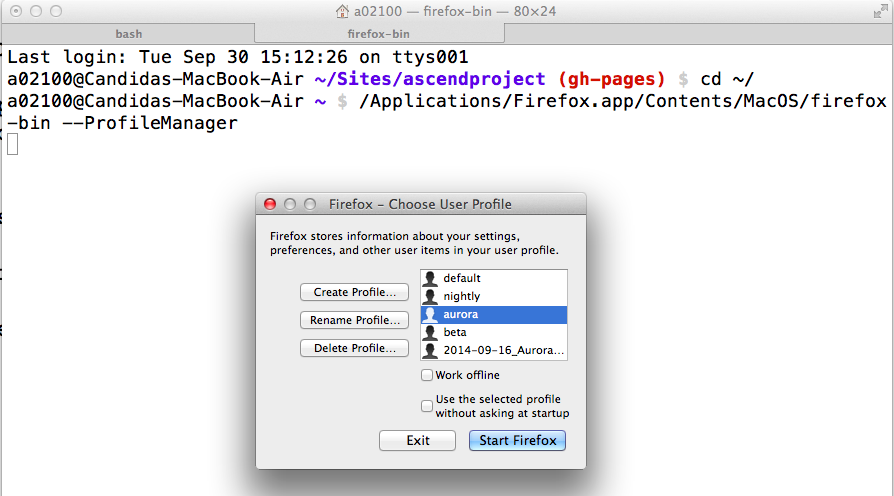 a02100 — firefox-bin — 80×24
bash
firefox-bin
Last login: Tue Sep 30 15:12:26 on ttys001
a02100@Candidas-MacBook-Air ~/Sites/ascendproject (gh-pages) $ cd ~/
a02100@Candidas-MacBook-Air ~ $ /Applications/Firefox.app/Contents/MacOS/firefox
-bin --ProfileManager
Firefox - Choose User Profile
Firefox stores information about your settings,
preferences, and other user items in your user profile.
Create Profile...
Rename Profile...
Delete Profile...
default
nightly
aurora
beta
2014-09-16_Aurora...
Work offline
Use the selected profile
without asking at startup
Exit
Start Firefox